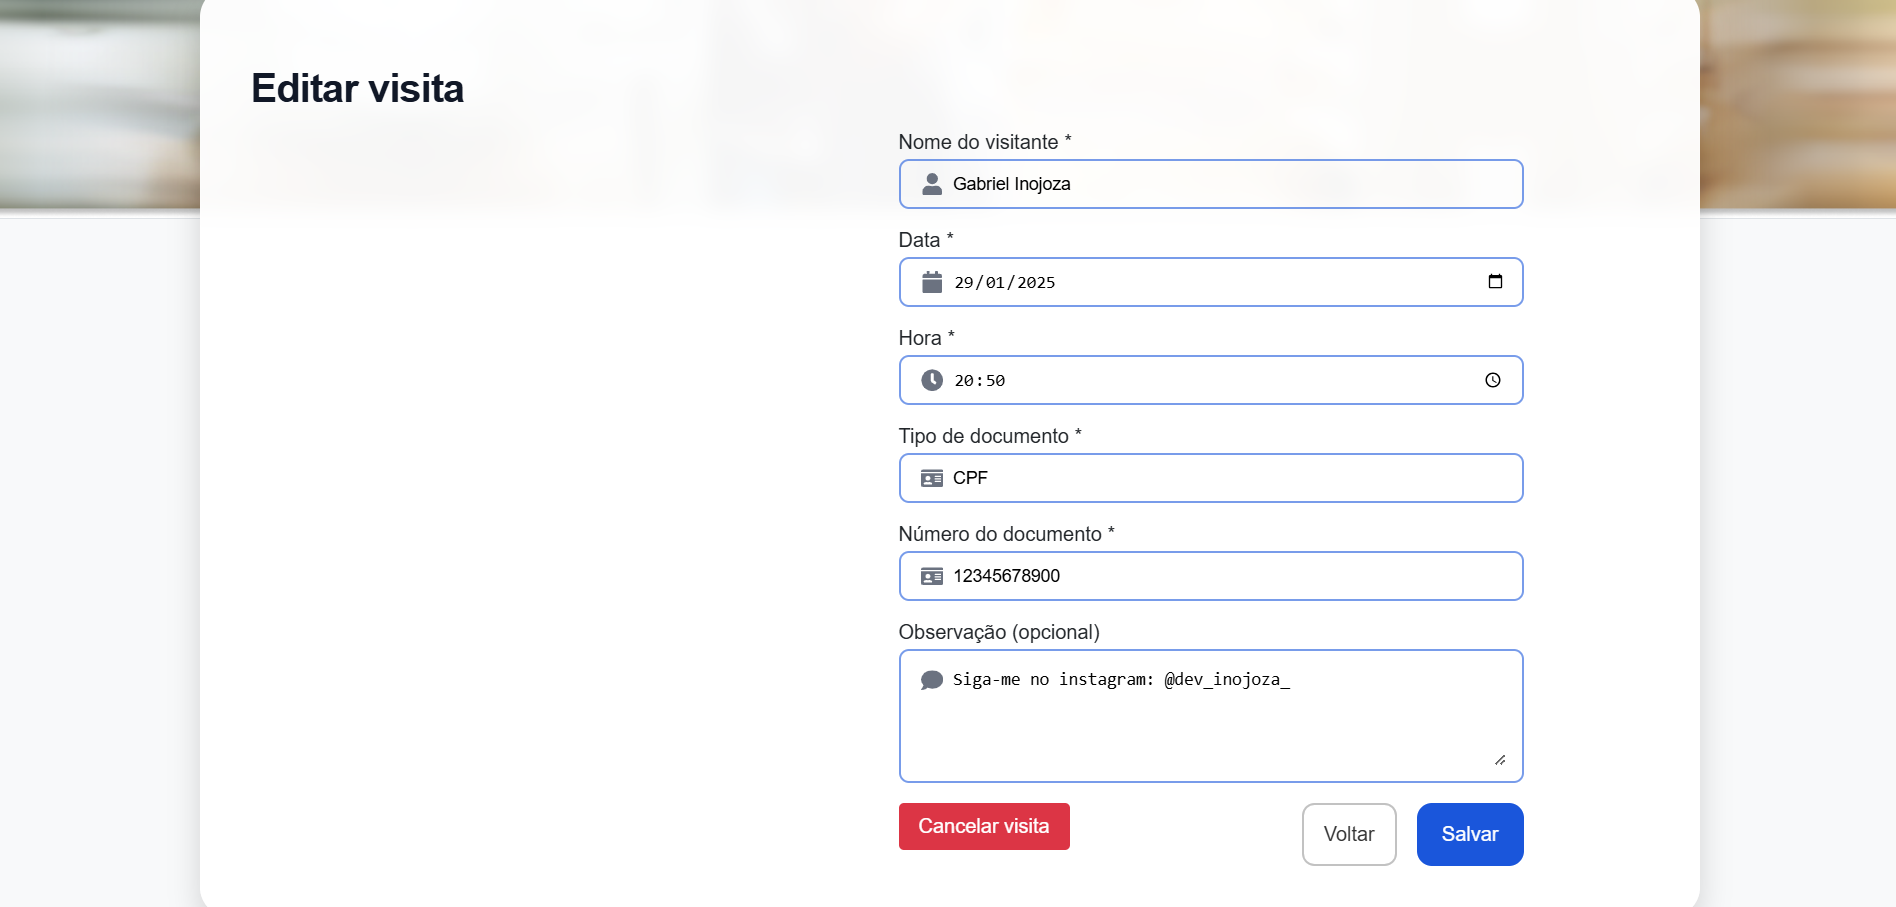 Editar visita
Nome do visitante *
Gabriel Inojoza
Data *
29/01/2025
Hora *
20:50
Tipo de documento *
CPF
Número do documento *
12345678900
Observação (opcional)
Siga-me no instagram: @dev_inojoza_
Cancelar visita
Voltar
Salvar